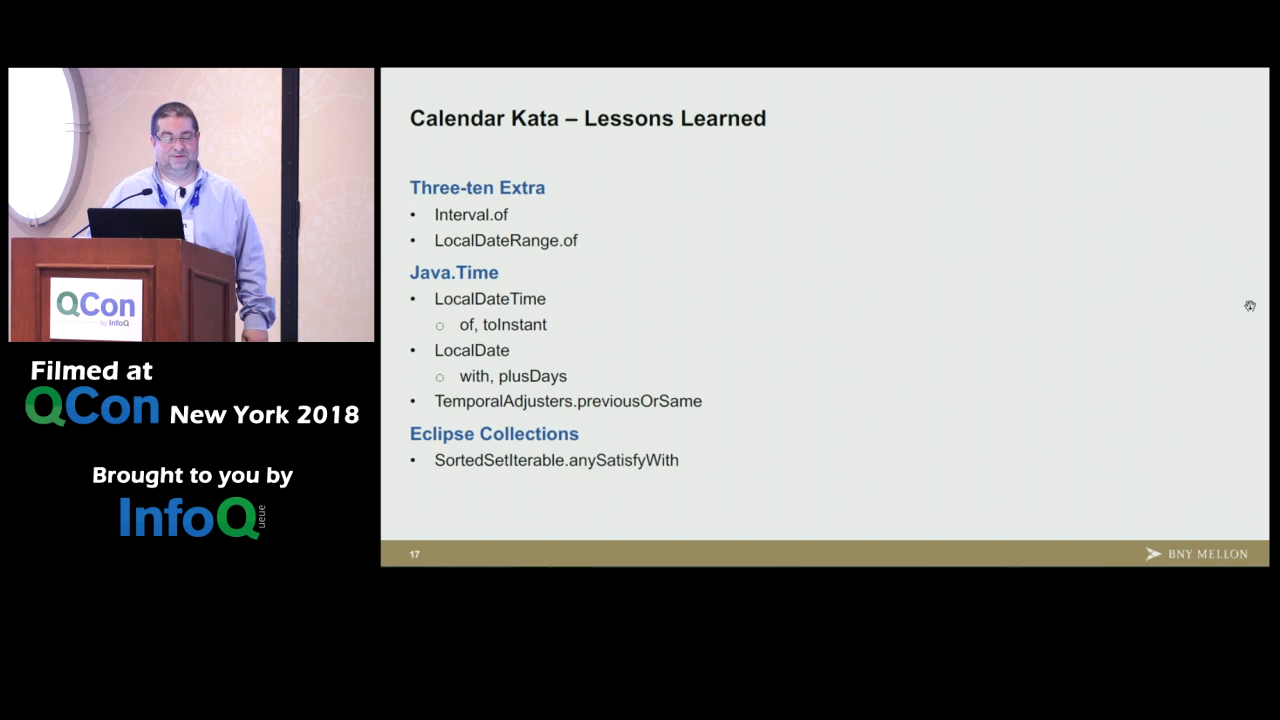 Calendar Kata – Lessons Learned
Three-ten Extra
• Interval.of
• LocalDateRange.of
Java.Time
• LocalDateTime
○ of, toInstant
• LocalDate
○ with, plusDays
• TemporalAdjusters.previousOrSame
Eclipse Collections
• SortedSetIterable.anySatisfyWith
17
BNY MELLON
QCon
by InfoQ
Filmed at
QCon New York 2018
Brought to you by
InfoQueue